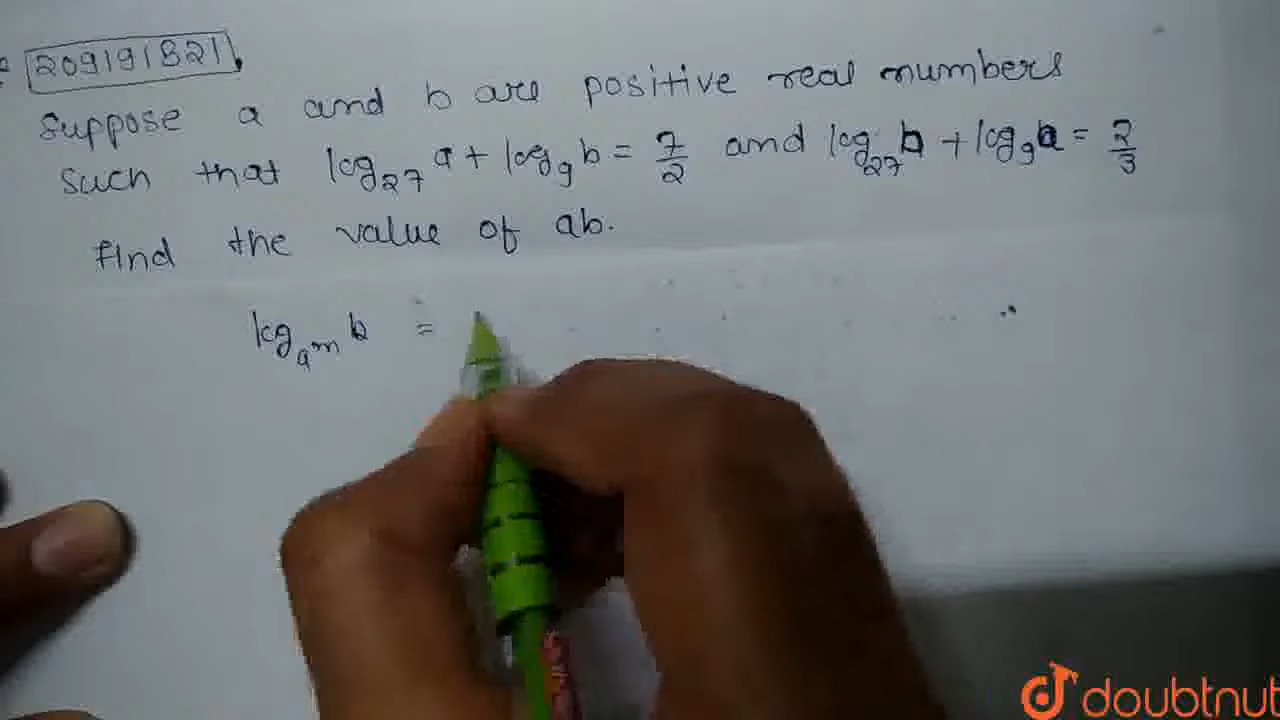 209191821.
Suppose a and b are positive real numbers
such that log₂₇ a + log₉ b = 7/2 and log₂₇ b + log₉ a = 2/3
Find the value of ab.
log_{a^m} b =
doubtnut